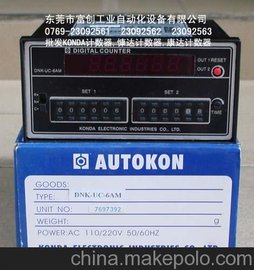 东莞市富创工业自动化设备有限公司
0769-23092561 23092562 23092563
批发KONDA计数器.慷达计数器.康达计数器
DNK-UC-6AM
DIGITAL COUNTER
OUT 1 RESET
OUT 2
SET 1
SET 2
TIME
KONDA ELECTRONIC INDUSTRIES CO., LTD.
AUTOKON
GOODS:
TYPE: DNK-UC-6AM
UNIT NO 7697392
WEIGHT: g
POWER:AC 110/220V 50/60HZ
KONDA ELECTRONIC INDUSTRIES CO., LTD.
www.makepolo.com